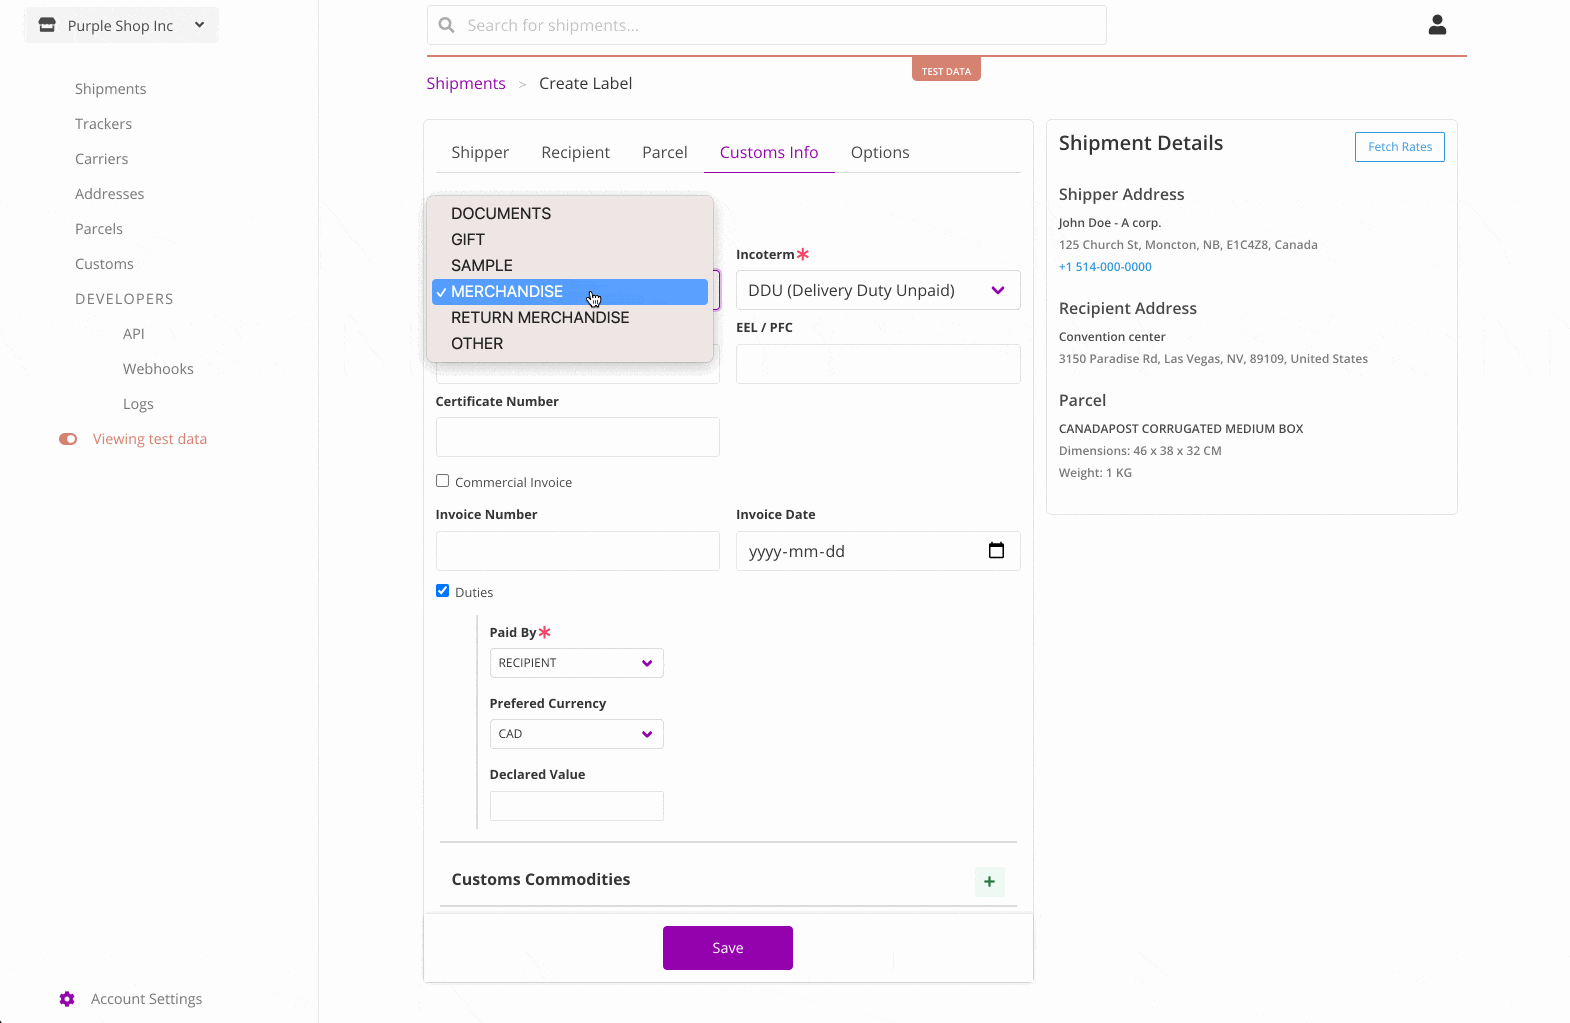 Purple Shop Inc
Search for shipments...
TEST DATA
Shipments
Trackers
Carriers
Addresses
Parcels
Customs
DEVELOPERS
API
Webhooks
Logs
Viewing test data
Account Settings
Shipments > Create Label
Shipper Recipient Parcel Customs Info Options
DOCUMENTS
GIFT
SAMPLE
✓ MERCHANDISE
RETURN MERCHANDISE
OTHER
Incoterm*
DDU (Delivery Duty Unpaid)
EEL / PFC
Certificate Number
Commercial Invoice
Invoice Number
Invoice Date
yyyy-mm-dd
Duties
Paid By*
RECIPIENT
Prefered Currency
CAD
Declared Value
Customs Commodities
+
Save
Shipment Details
Fetch Rates
Shipper Address
John Doe - A corp.
125 Church St, Moncton, NB, E1C4Z8, Canada
+1 514-000-0000
Recipient Address
Convention center
3150 Paradise Rd, Las Vegas, NV, 89109, United States
Parcel
CANADAPOST CORRUGATED MEDIUM BOX
Dimensions: 46 x 38 x 32 CM
Weight: 1 KG